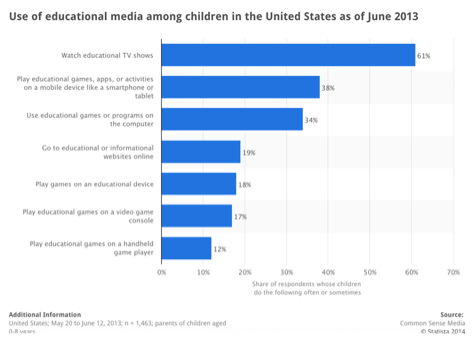 Use of educational media among children in the United States as of June 2013
Watch educational TV shows
61%
Play educational games, apps, or activities
on a mobile device like a smartphone or
tablet
38%
Use educational games or programs on
the computer
34%
Go to educational or informational
websites online
19%
Play games on an educational device
18%
Play educational games on a video game
console
17%
Play educational games on a handheld
game player
12%
0% 10% 20% 30% 40% 50% 60% 70%
Share of respondents whose children
do the following often or sometimes
Additional Information
United States; May 20 to June 12, 2013; n = 1,463; parents of children aged
0-8 years
Source:
Common Sense Media
© Statista 2014